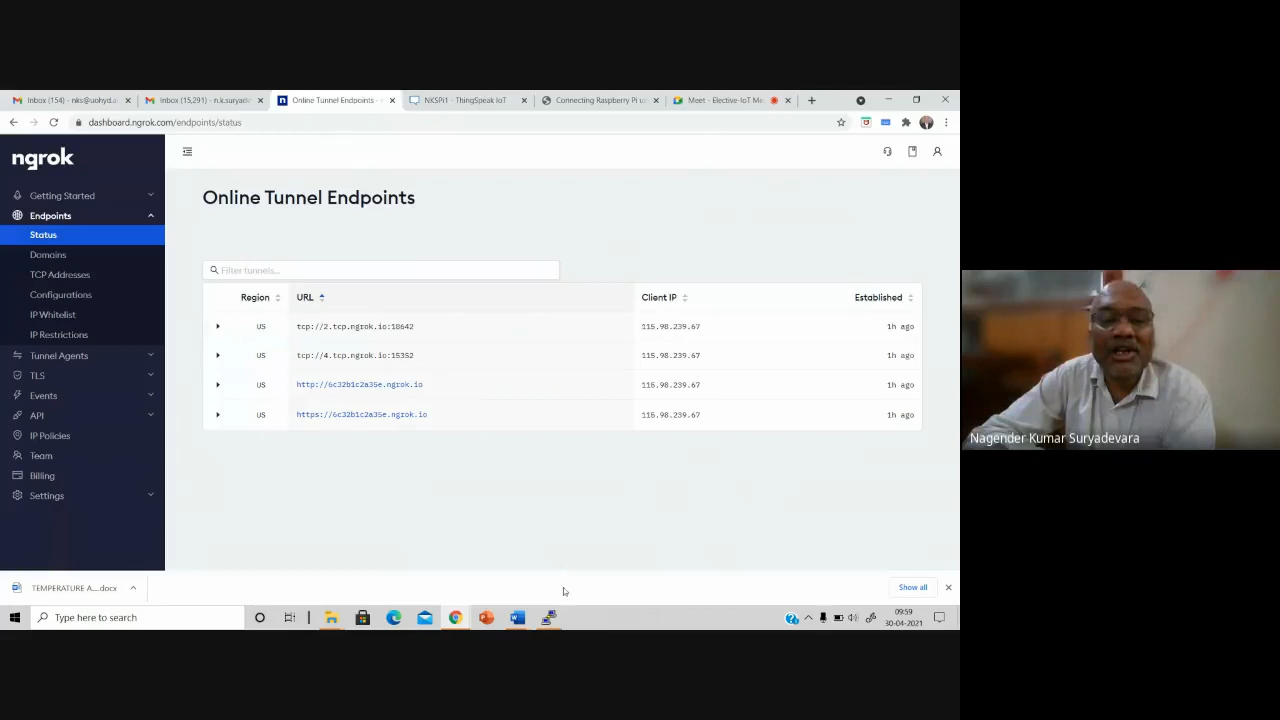 Inbox (154) - nks@uohyd.a
Inbox (15,291) - n.k.suryade
Online Tunnel Endpoints -
NKSPi1 - ThingSpeak IoT
Connecting Raspberry Pi u
Meet - Elective-IoT Me
dashboard.ngrok.com/endpoints/status
ngrok
Getting Started
Endpoints
Status
Domains
TCP Addresses
Configurations
IP Whitelist
IP Restrictions
Tunnel Agents
TLS
Events
API
IP Policies
Team
Billing
Settings
Online Tunnel Endpoints
Filter tunnels...
Region URL Client IP Established
US tcp://2.tcp.ngrok.io:18642 115.98.239.67 1h ago
US tcp://4.tcp.ngrok.io:15352 115.98.239.67 1h ago
US http://6c32b1c2a35e.ngrok.io 115.98.239.67 1h ago
US https://6c32b1c2a35e.ngrok.io 115.98.239.67 1h ago
Nagender Kumar Suryadevara
TEMPERATURE A....docx
Show all
Type here to search
09:59
30-04-2021